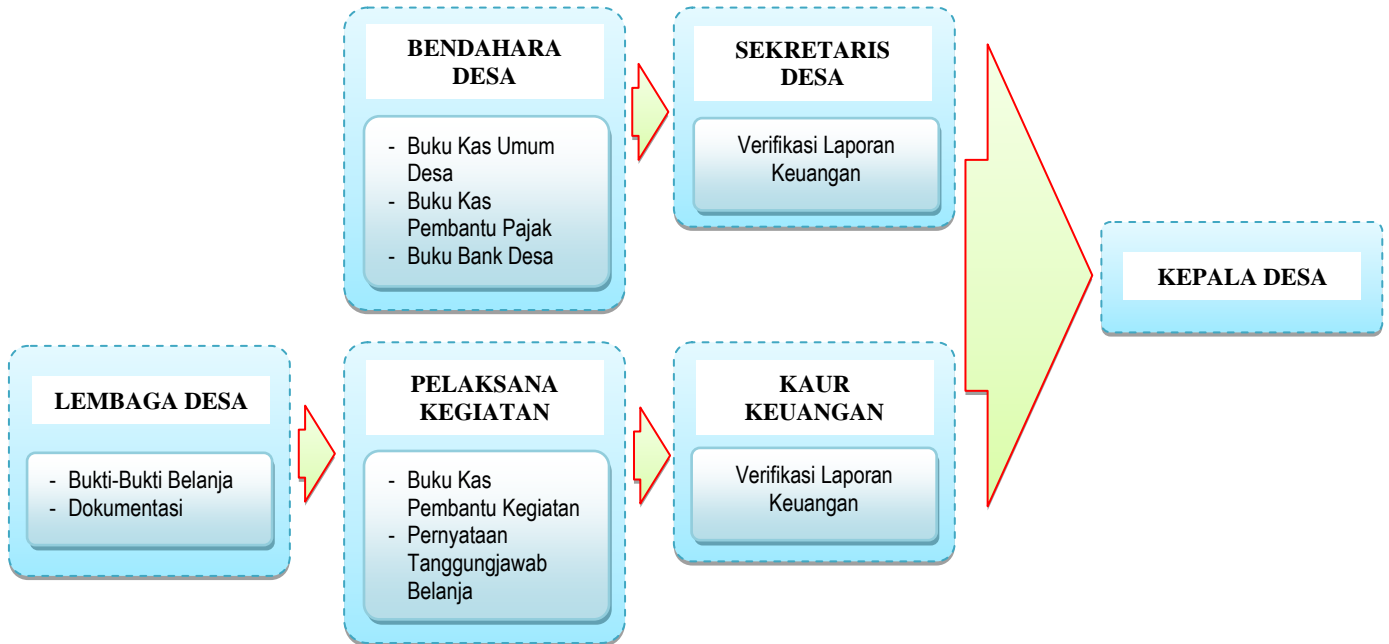 BENDAHARA
DESA
- Buku Kas Umum
Desa
- Buku Kas
Pembantu Pajak
- Buku Bank Desa
SEKRETARIS
DESA
Verifikasi Laporan
Keuangan
KEPALA DESA
LEMBAGA DESA
- Bukti-Bukti Belanja
- Dokumentasi
PELAKSANA
KEGIATAN
- Buku Kas
Pembantu Kegiatan
- Pernyataan
Tanggungjawab
Belanja
KAUR
KEUANGAN
Verifikasi Laporan
Keuangan